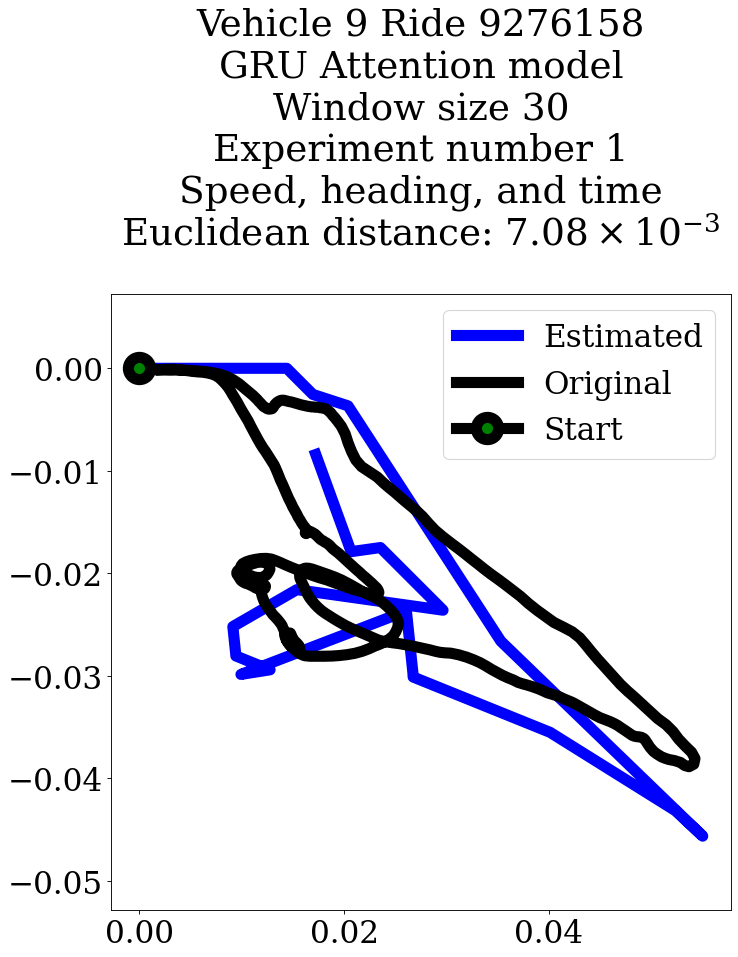 Vehicle 9 Ride 9276158
GRU Attention model
Window size 30
Experiment number 1
Speed, heading, and time
Euclidean distance: 7.08 × 10⁻³
Estimated
Original
Start
0.00
−0.01
−0.02
−0.03
−0.04
−0.05
0.00 0.02 0.04